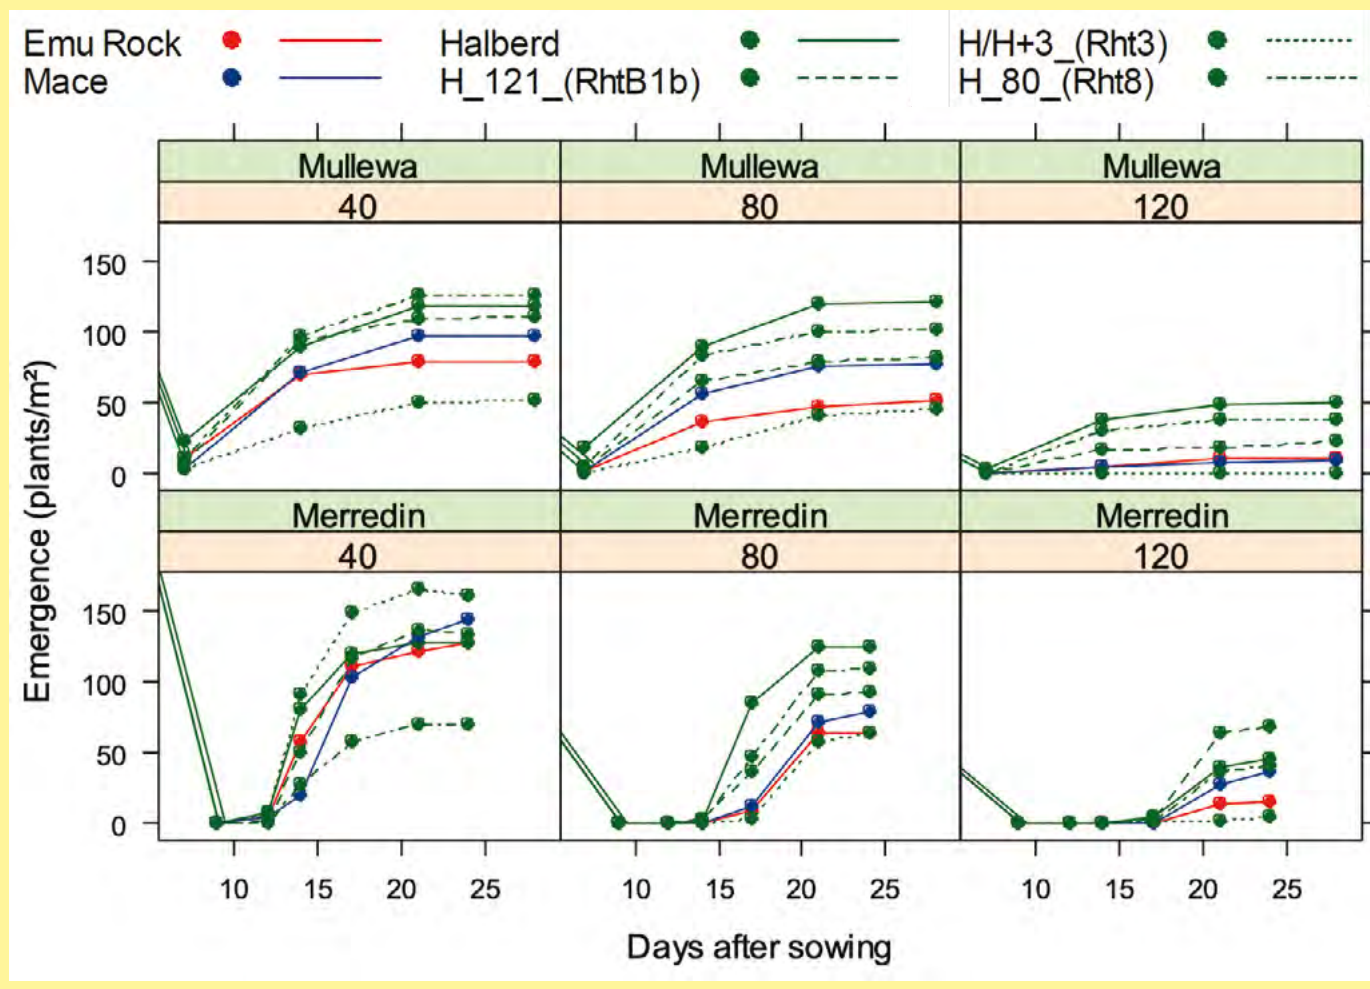 Emu Rock Halberd H/H+3_(Rht3)
Mace H_121_(RhtB1b) H_80_(Rht8)
Mullewa Mullewa Mullewa
40 80 120
150
100
50
0
Merredin Merredin Merredin
40 80 120
150
100
50
0
10 15 20 25 10 15 20 25 10 15 20 25
Emergence (plants/m²)
Days after sowing